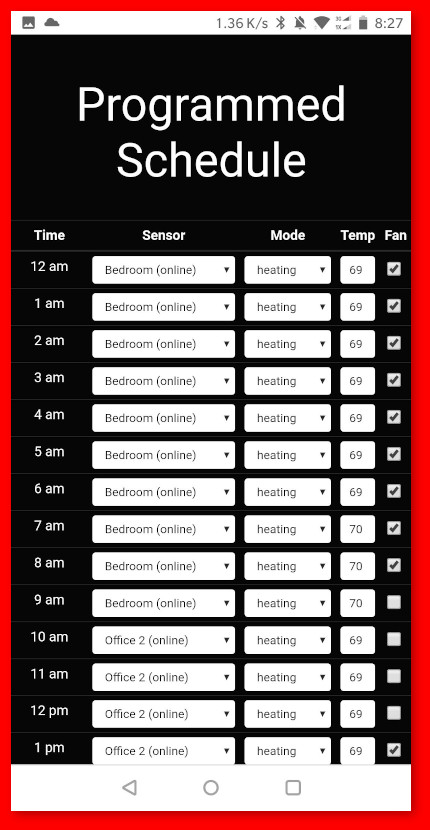 1.36 K/s 8:27
Programmed
Schedule
Time Sensor Mode Temp Fan
12 am Bedroom (online) heating 69
1 am Bedroom (online) heating 69
2 am Bedroom (online) heating 69
3 am Bedroom (online) heating 69
4 am Bedroom (online) heating 69
5 am Bedroom (online) heating 69
6 am Bedroom (online) heating 69
7 am Bedroom (online) heating 70
8 am Bedroom (online) heating 70
9 am Bedroom (online) heating 70
10 am Office 2 (online) heating 69
11 am Office 2 (online) heating 69
12 pm Office 2 (online) heating 69
1 pm Office 2 (online) heating 69